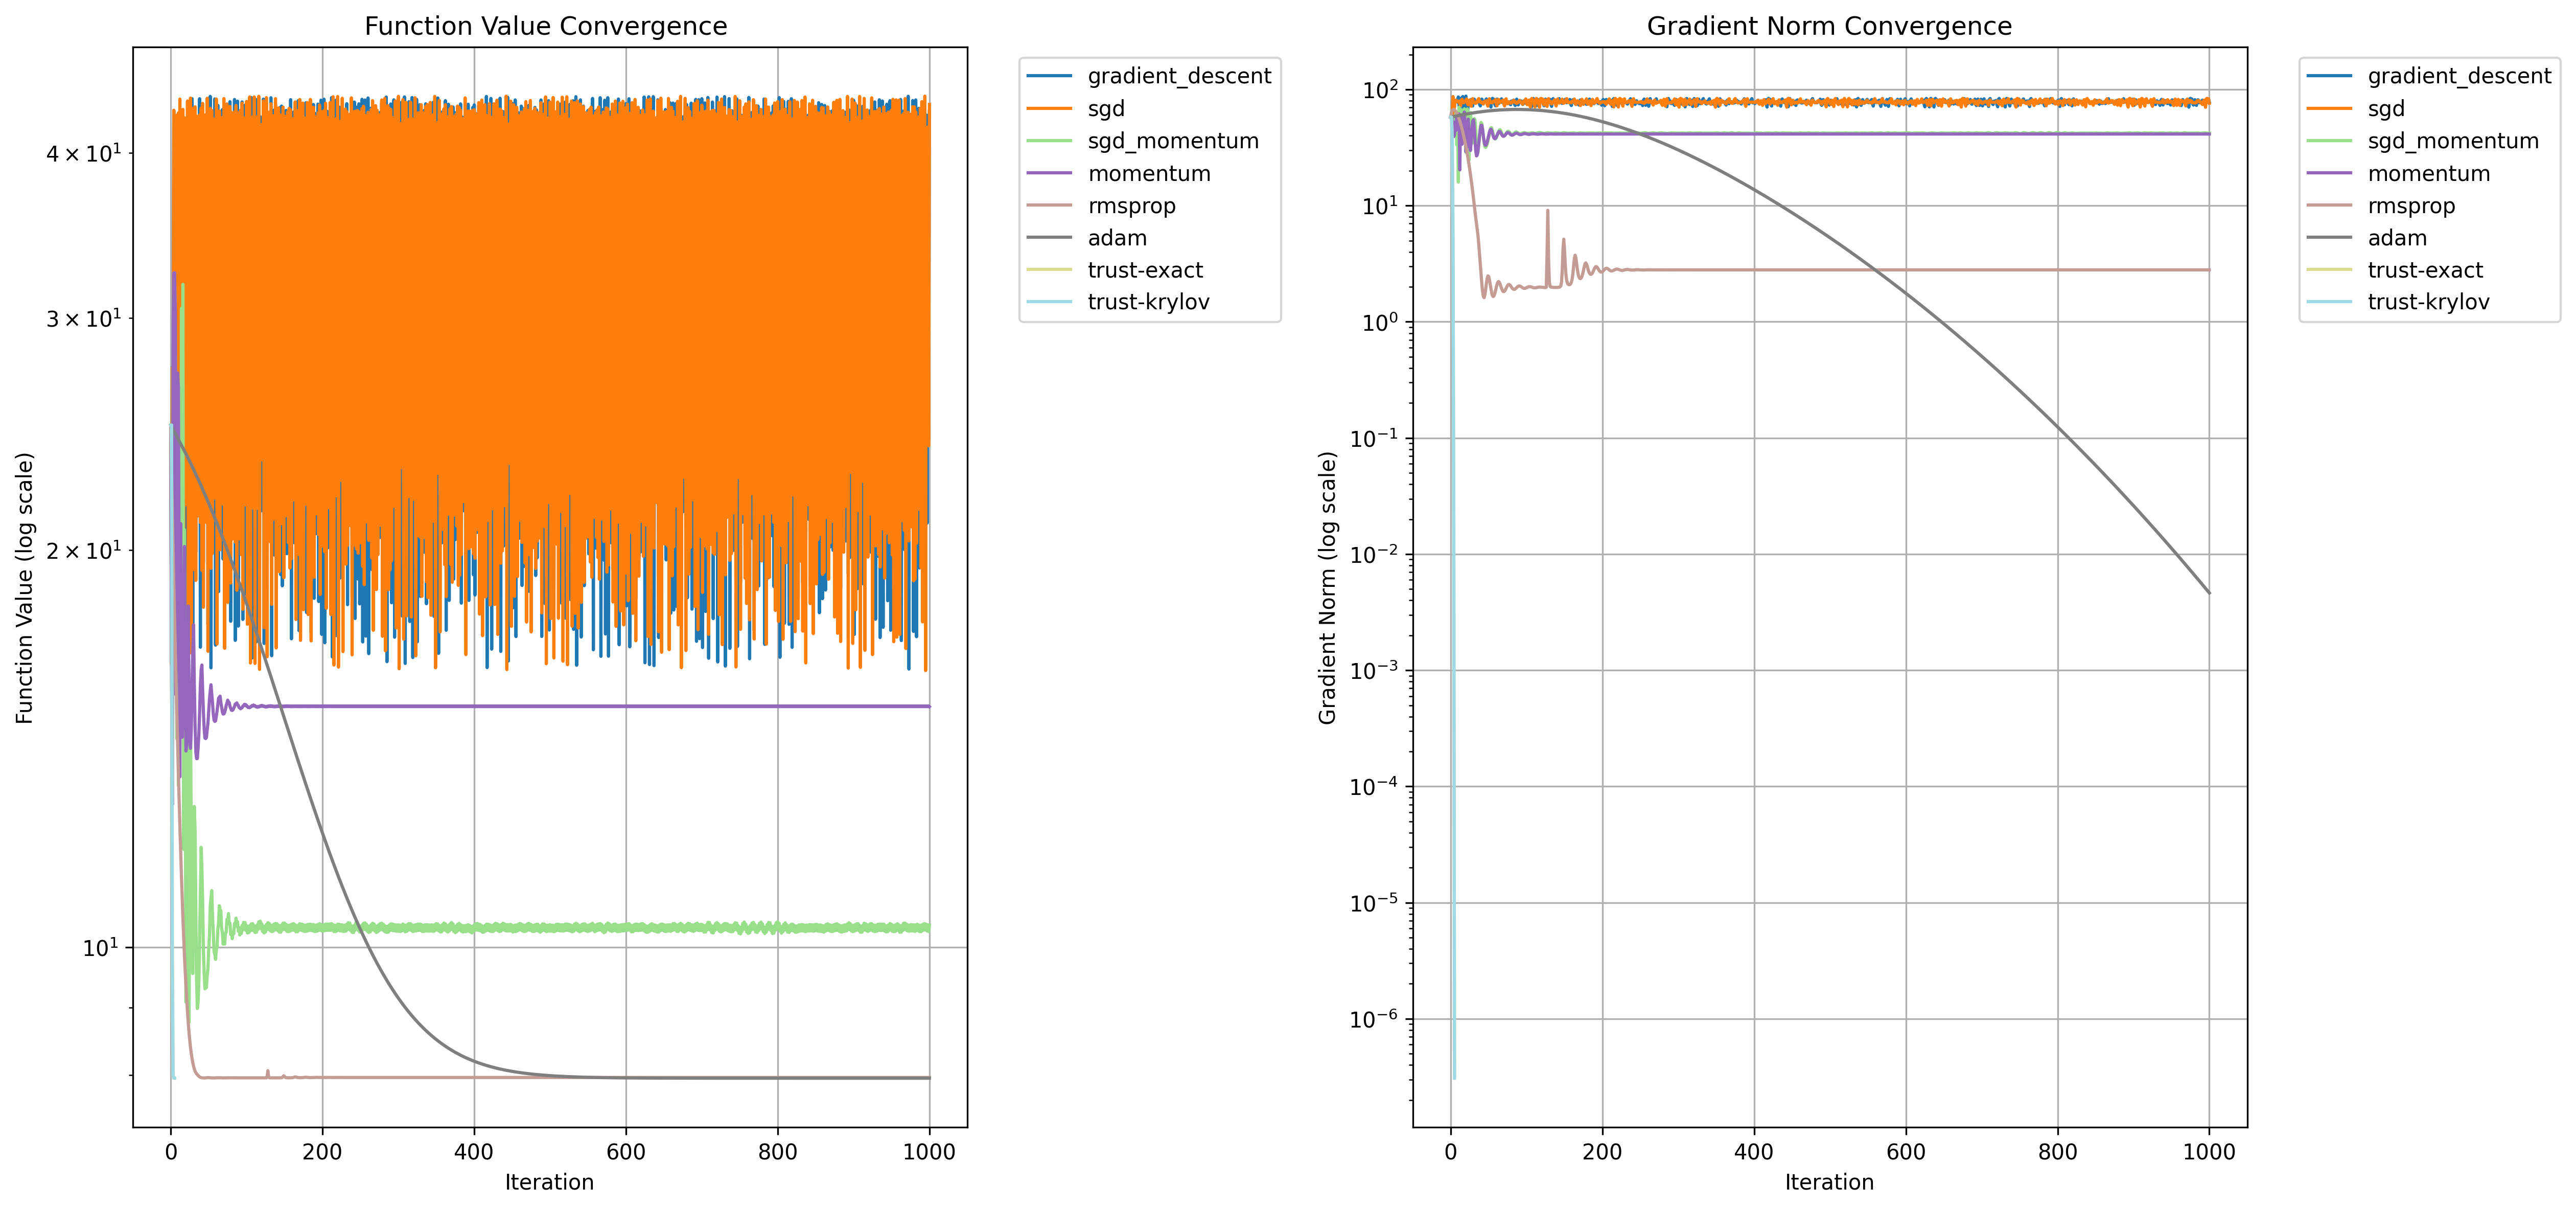 Function Value Convergence
Function Value (log scale)
4 × 10¹
3 × 10¹
2 × 10¹
10¹
0 200 400 600 800 1000
Iteration
gradient_descent
sgd
sgd_momentum
momentum
rmsprop
adam
trust-exact
trust-krylov
Gradient Norm Convergence
Gradient Norm (log scale)
10²
10¹
10⁰
10⁻¹
10⁻²
10⁻³
10⁻⁴
10⁻⁵
10⁻⁶
0 200 400 600 800 1000
Iteration
gradient_descent
sgd
sgd_momentum
momentum
rmsprop
adam
trust-exact
trust-krylov